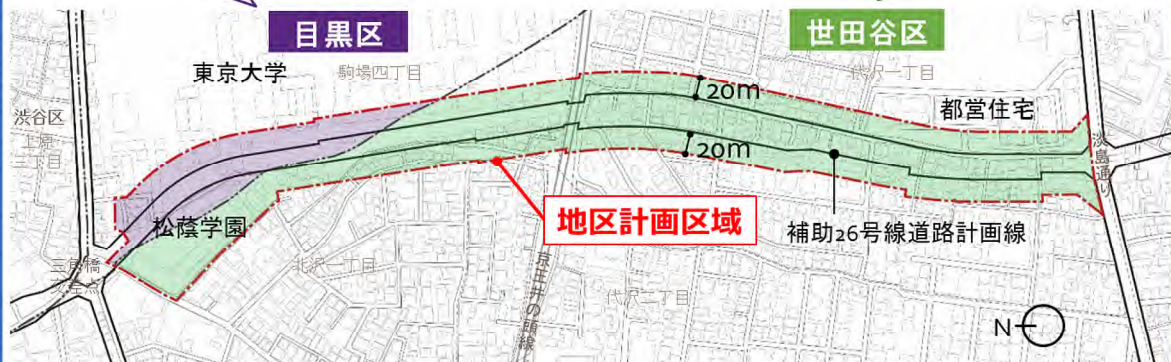 目黒区
世田谷区
東京大学
駒場四丁目
代沢一丁目
20m
都営住宅
渋谷区
上原
三丁目
淡島通り
20m
松蔭学園
地区計画区域
補助26号線道路計画線
三角橋
交差点
北沢一丁目
京王井の頭線
代沢二丁目
N